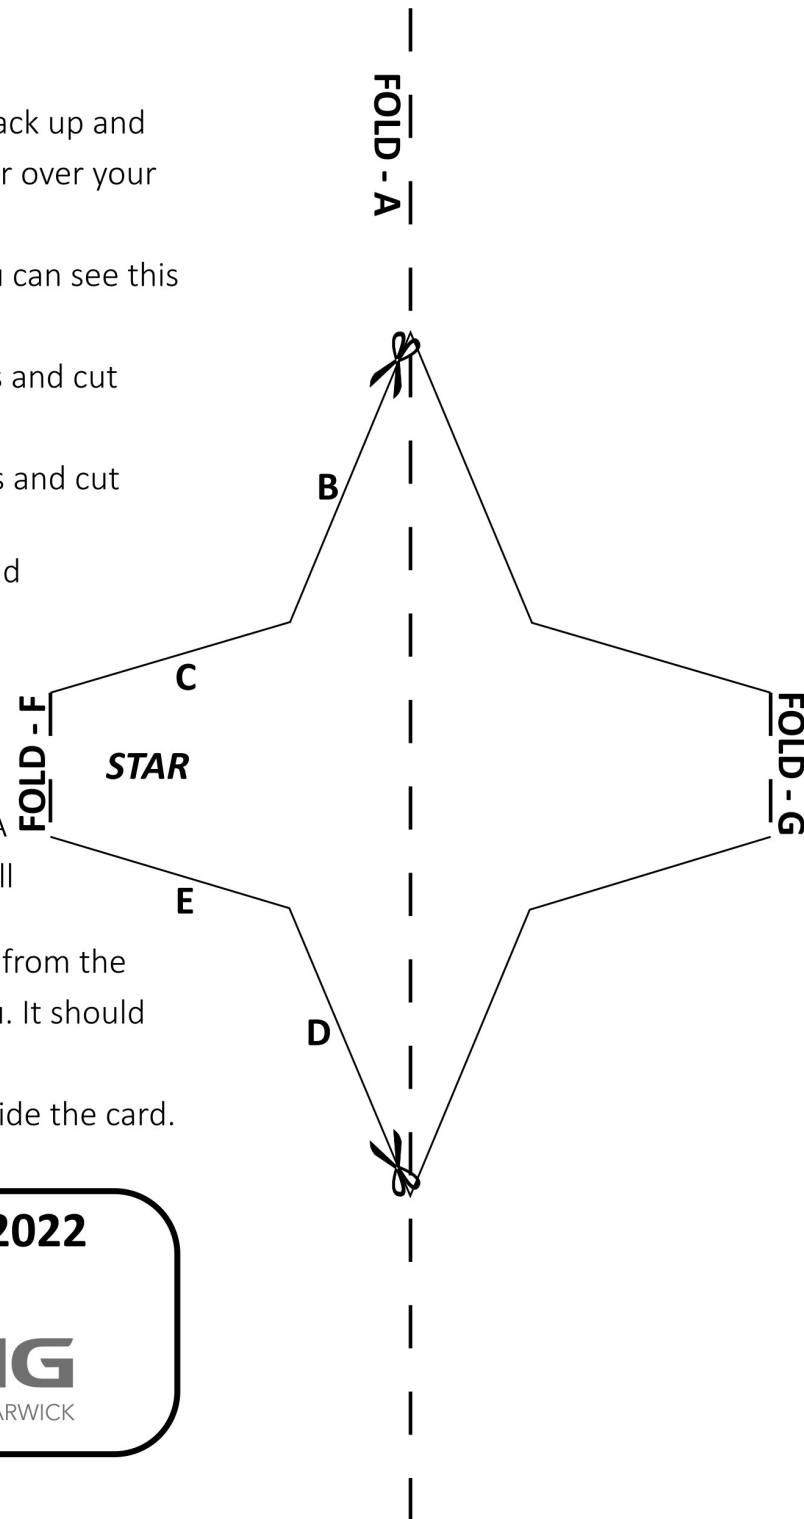 FOLD - A
ack up and
r over your
can see this
and cut
B
s and cut
d
C
FOLD - F
STAR
FOLD - G
A
ll
E
from the
. It should
D
ide the card.
2022
G
ARWICK